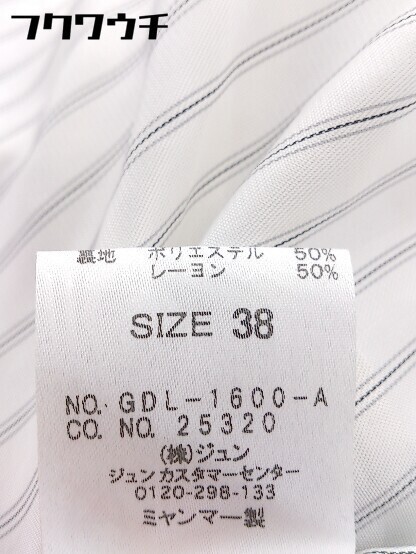 フクワウチ
裏地 ポリエステル 50%
レーヨン 50%
SIZE 38
NO. GDL-1600-A
CO. NO. 25320
(株)ジュン
ジュンカスタマーセンター
0120-298-133
ミャンマー製